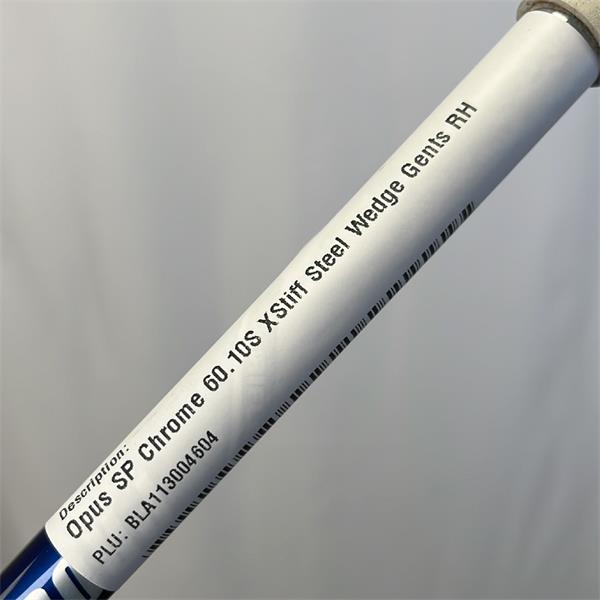 Description:
Opus SP Chrome 60.10S XStiff Steel Wedge Gents RH
PLU: BLA113004604